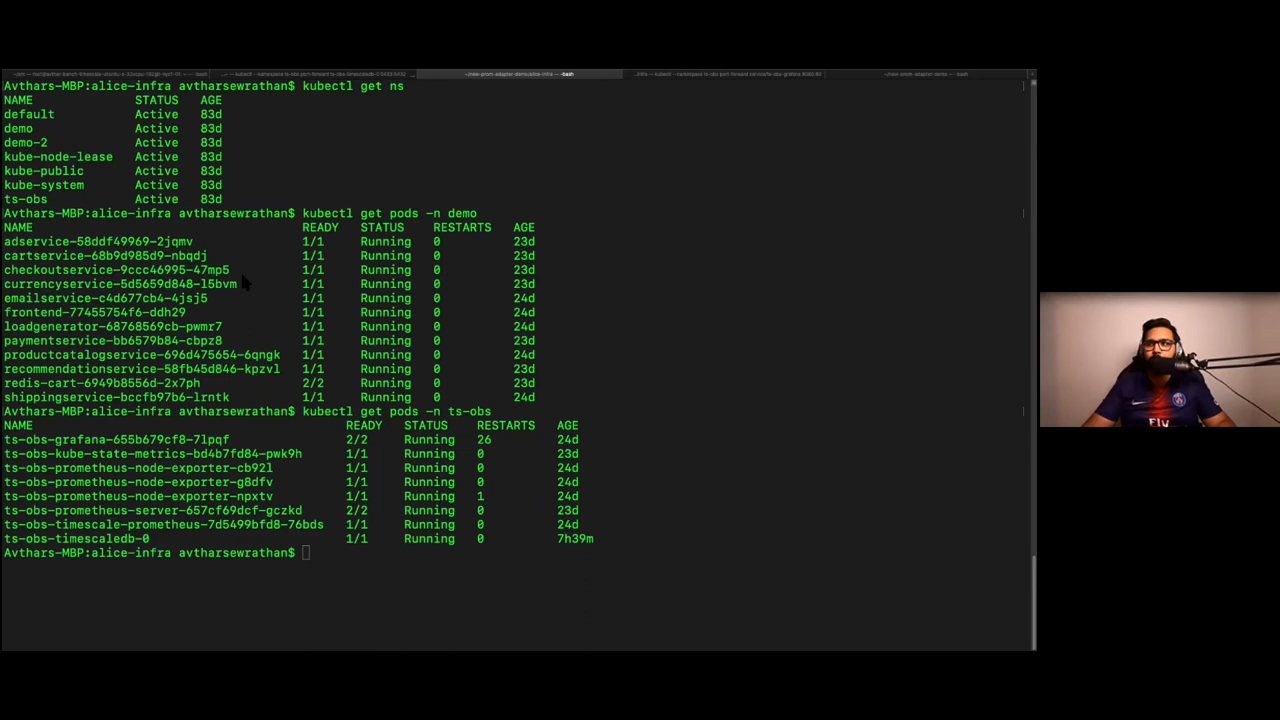 Avthars-MBP:alice-infra avtharsewrathan$ kubectl get ns
NAME STATUS AGE
default Active 83d
demo Active 83d
demo-2 Active 83d
kube-node-lease Active 83d
kube-public Active 83d
kube-system Active 83d
ts-obs Active 83d
Avthars-MBP:alice-infra avtharsewrathan$ kubectl get pods -n demo
NAME READY STATUS RESTARTS AGE
adservice-58ddf49969-2jqmv 1/1 Running 0 23d
cartservice-68b9d985d9-nbqdj 1/1 Running 0 23d
checkoutservice-9ccc46995-47mp5 1/1 Running 0 23d
currencyservice-5d5659d848-l5bvm 1/1 Running 0 23d
emailservice-c4d677cb4-4jsj5 1/1 Running 0 24d
frontend-77455754f6-ddh29 1/1 Running 0 24d
loadgenerator-68768569cb-pwmr7 1/1 Running 0 24d
paymentservice-bb6579b84-cbpz8 1/1 Running 0 23d
productcatalogservice-696d475654-6qngk 1/1 Running 0 24d
recommendationservice-58fb45d846-kpzvl 1/1 Running 0 23d
redis-cart-6949b8556d-2x7ph 2/2 Running 0 23d
shippingservice-bccfb97b6-lrntk 1/1 Running 0 24d
Avthars-MBP:alice-infra avtharsewrathan$ kubectl get pods -n ts-obs
NAME READY STATUS RESTARTS AGE
ts-obs-grafana-655b679cf8-7lpqf 2/2 Running 26 24d
ts-obs-kube-state-metrics-bd4b7fd84-pwk9h 1/1 Running 0 23d
ts-obs-prometheus-node-exporter-cb92l 1/1 Running 0 24d
ts-obs-prometheus-node-exporter-g8dfv 1/1 Running 0 24d
ts-obs-prometheus-node-exporter-npxtv 1/1 Running 1 24d
ts-obs-prometheus-server-657cf69dcf-gczkd 2/2 Running 0 23d
ts-obs-timescale-prometheus-7d5499bfd8-76bds 1/1 Running 0 24d
ts-obs-timescaledb-0 1/1 Running 0 7h39m
Avthars-MBP:alice-infra avtharsewrathan$